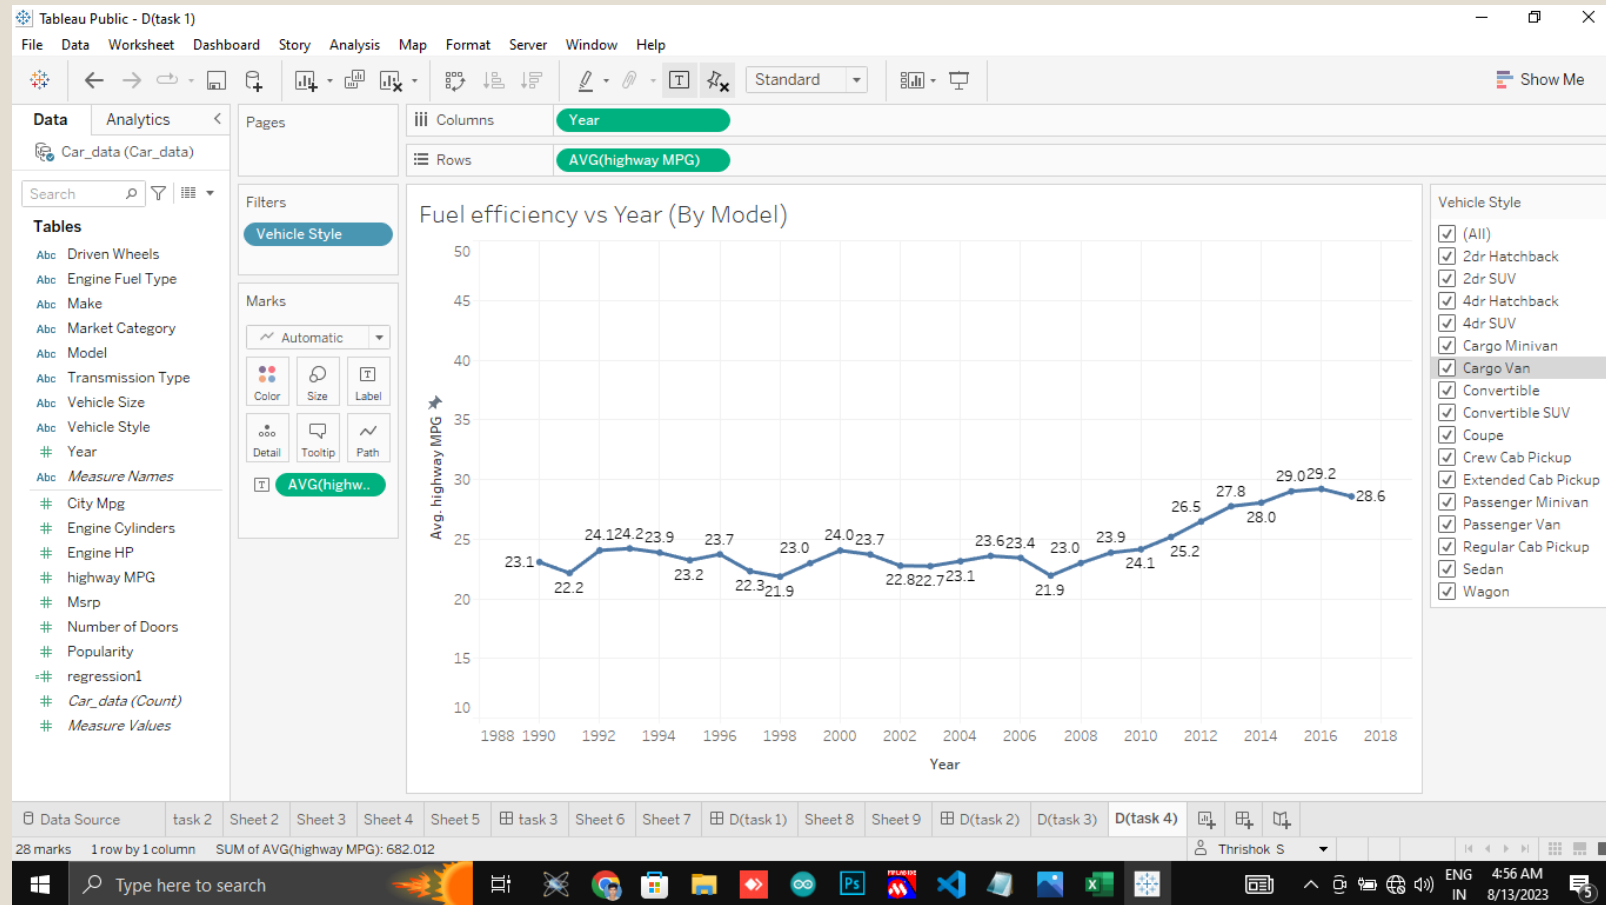 Tableau Public - D(task 1)
File Data Worksheet Dashboard Story Analysis Map Format Server Window Help
Standard
Show Me
Data Analytics
Car_data (Car_data)
Search
Tables
Abc Driven Wheels
Abc Engine Fuel Type
Abc Make
Abc Market Category
Abc Model
Abc Transmission Type
Abc Vehicle Size
Abc Vehicle Style
# Year
Abc Measure Names
# City Mpg
# Engine Cylinders
# Engine HP
# highway MPG
# Msrp
# Number of Doors
# Popularity
=# regression1
# Car_data (Count)
# Measure Values
Pages
Filters
Vehicle Style
Marks
Automatic
Color Size Label
Detail Tooltip Path
AVG(highw..
Columns Year
Rows AVG(highway MPG)
Fuel efficiency vs Year (By Model)
50
45
40
35
30
25
20
15
10
Avg. highway MPG
23.1
22.2
24.1
24.2
23.9
23.2
23.7
22.3
21.9
23.0
24.0
23.7
22.8
22.7
23.1
23.6
23.4
21.9
23.0
23.9
24.1
25.2
26.5
27.8
28.0
29.0
29.2
28.6
1988 1990 1992 1994 1996 1998 2000 2002 2004 2006 2008 2010 2012 2014 2016 2018
Year
Vehicle Style
(All)
2dr Hatchback
2dr SUV
4dr Hatchback
4dr SUV
Cargo Minivan
Cargo Van
Convertible
Convertible SUV
Coupe
Crew Cab Pickup
Extended Cab Pickup
Passenger Minivan
Passenger Van
Regular Cab Pickup
Sedan
Wagon
Data Source task 2 Sheet 2 Sheet 3 Sheet 4 Sheet 5 task 3 Sheet 6 Sheet 7 D(task 1) Sheet 8 Sheet 9 D(task 2) D(task 3) D(task 4)
28 marks 1 row by 1 column SUM of AVG(highway MPG): 682.012
Thrishok S
Type here to search
Ps
ENG
IN
4:56 AM
8/13/2023
5